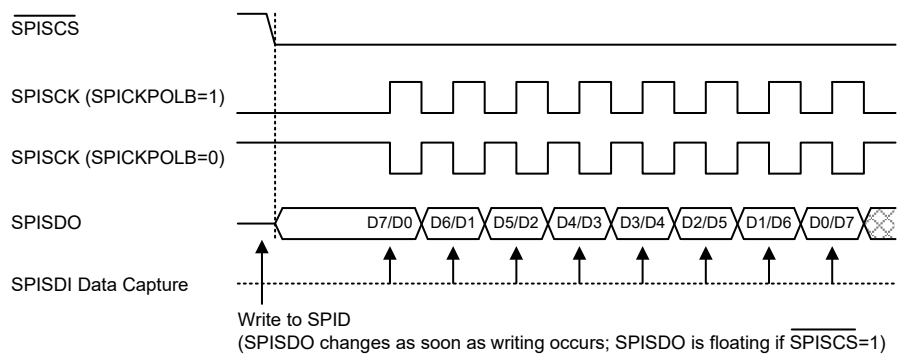 SPISCS
SPISCK (SPICKPOLB=1)
SPISCK (SPICKPOLB=0)
SPISDO D7/D0 D6/D1 D5/D2 D4/D3 D3/D4 D2/D5 D1/D6 D0/D7
SPISDI Data Capture
Write to SPID
(SPISDO changes as soon as writing occurs; SPISDO is floating if SPISCS=1)